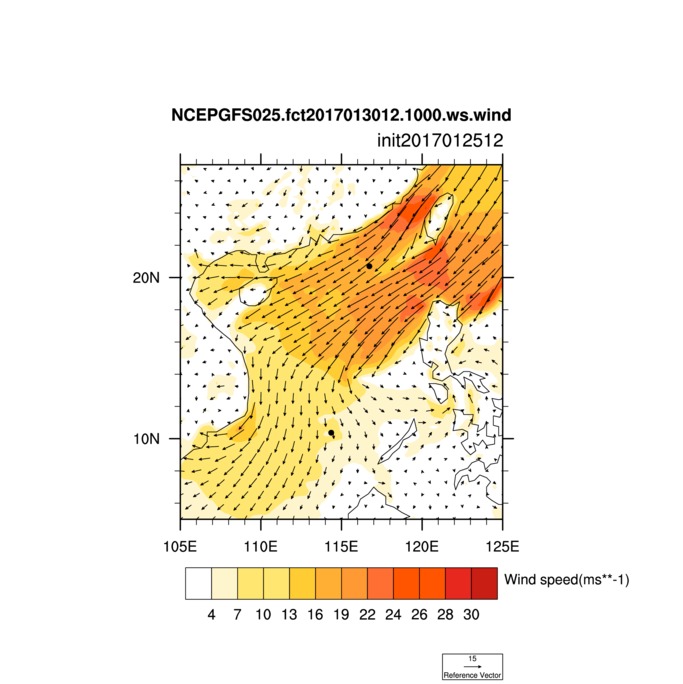 NCEPGFS025.fct2017013012.1000.ws.wind
init2017012512
20N
10N
105E 110E 115E 120E 125E
Wind speed(ms**-1)
4 7 10 13 16 19 22 24 26 28 30
15
Reference Vector